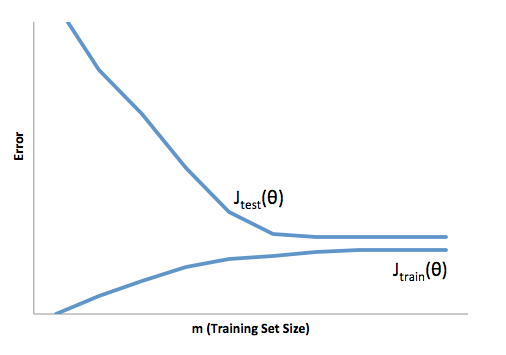 Error
Jtest(θ)
Jtrain(θ)
m (Training Set Size)